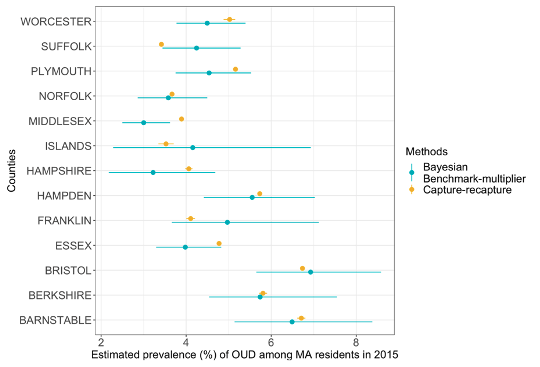 Counties
WORCESTER
SUFFOLK
PLYMOUTH
NORFOLK
MIDDLESEX
ISLANDS
HAMPSHIRE
HAMPDEN
FRANKLIN
ESSEX
BRISTOL
BERKSHIRE
BARNSTABLE
2 4 6 8
Estimated prevalence (%) of OUD among MA residents in 2015
Methods
Bayesian
Benchmark-multiplier
Capture-recapture